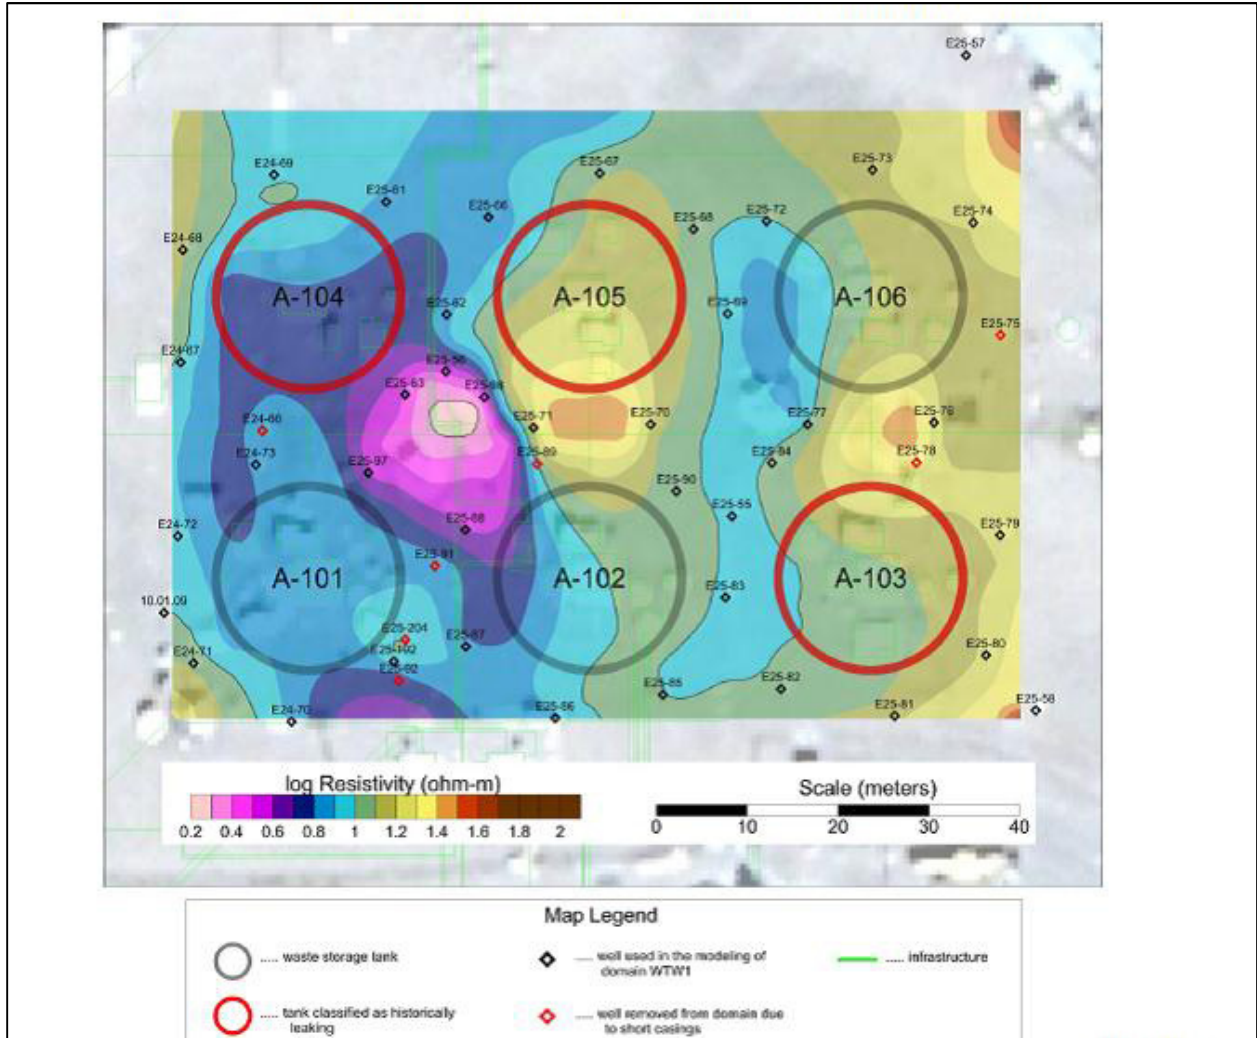 E25-57
E24-69
E25-67
E25-73
E25-61
E25-66
E25-68
E25-72
E25-74
E24-68
A-104
A-105
A-106
E25-62
E25-69
E25-75
E24-67
E25-56
E25-63
E24-66
E25-71
E25-70
E25-77
E25-76
E24-73
E25-97
E25-89
E25-84
E25-78
E25-90
E24-72
E25-88
E25-55
E25-79
E25-91
A-101
A-102
A-103
10.01.09
E25-83
E25-204
E24-71
E25-192
E25-87
E25-80
E25-92
E25-85
E25-82
E24-70
E25-86
E25-81
E25-58
log Resistivity (ohm-m)
0.2 0.4 0.6 0.8 1 1.2 1.4 1.6 1.8 2
Scale (meters)
0 10 20 30 40
Map Legend
..... waste storage tank
..... well used in the modeling of
domain WTW1
..... infrastructure
..... tank classified as historically
leaking
..... well removed from domain due
to short casings